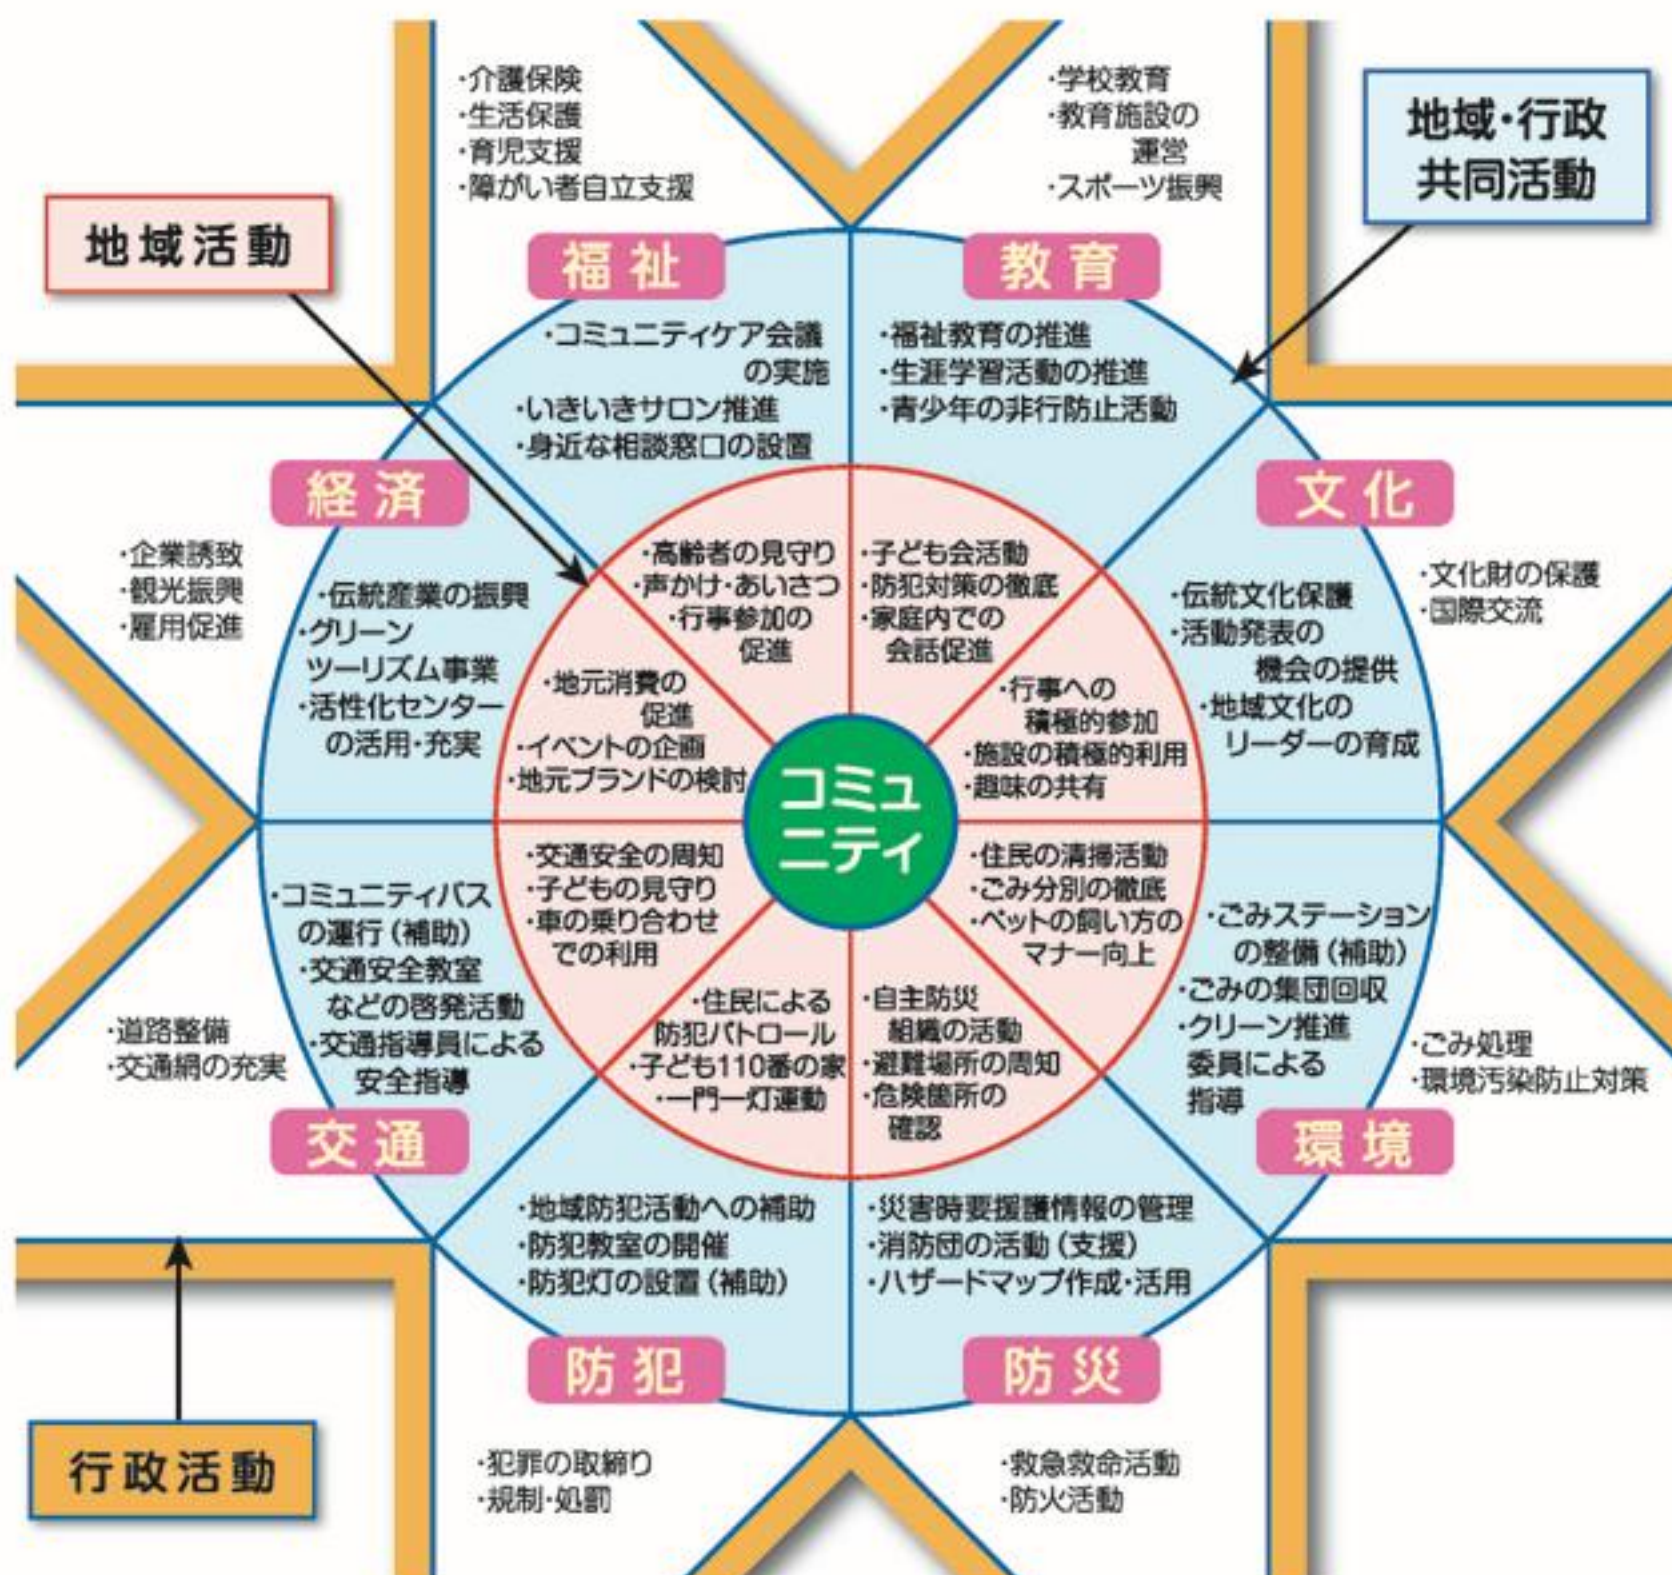 ・介護保険
・生活保護
・育児支援
・障がい者自立支援
・学校教育
・教育施設の
運営
・スポーツ振興
地域・行政
共同活動
地域活動
福祉
教育
・コミュニティケア会議
の実施
・いきいきサロン推進
・身近な相談窓口の設置
・福祉教育の推進
・生涯学習活動の推進
・青少年の非行防止活動
経済
文化
・企業誘致
・観光振興
・雇用促進
・伝統産業の振興
・グリーン
ツーリズム事業
・活性化センター
の活用・充実
・高齢者の見守り
・声かけ・あいさつ
・行事参加の
促進
・子ども会活動
・防犯対策の徹底
・家庭内での
会話促進
・伝統文化保護
・活動発表の
機会の提供
・地域文化の
リーダーの育成
・文化財の保護
・国際交流
・地元消費の
促進
・イベントの企画
・地元ブランドの検討
・行事への
積極的参加
・施設の積極的利用
・趣味の共有
コミュ
ニティ
・交通安全の周知
・子どもの見守り
・車の乗り合わせ
での利用
・住民の清掃活動
・ごみ分別の徹底
・ペットの飼い方の
マナー向上
・コミュニティバス
の運行(補助)
・交通安全教室
などの啓発活動
・交通指導員による
安全指導
・道路整備
・交通網の充実
・住民による
防犯パトロール
・子ども110番の家
・一門一灯運動
・自主防災
組織の活動
・避難場所の周知
・危険箇所の
確認
・ごみステーション
の整備(補助)
・ごみの集団回収
・クリーン推進
委員による
指導
・ごみ処理
・環境汚染防止対策
交通
環境
・地域防犯活動への補助
・防犯教室の開催
・防犯灯の設置(補助)
・災害時要援護情報の管理
・消防団の活動(支援)
・ハザードマップ作成・活用
防犯
防災
行政活動
・犯罪の取締り
・規制・処罰
・救急救命活動
・防火活動